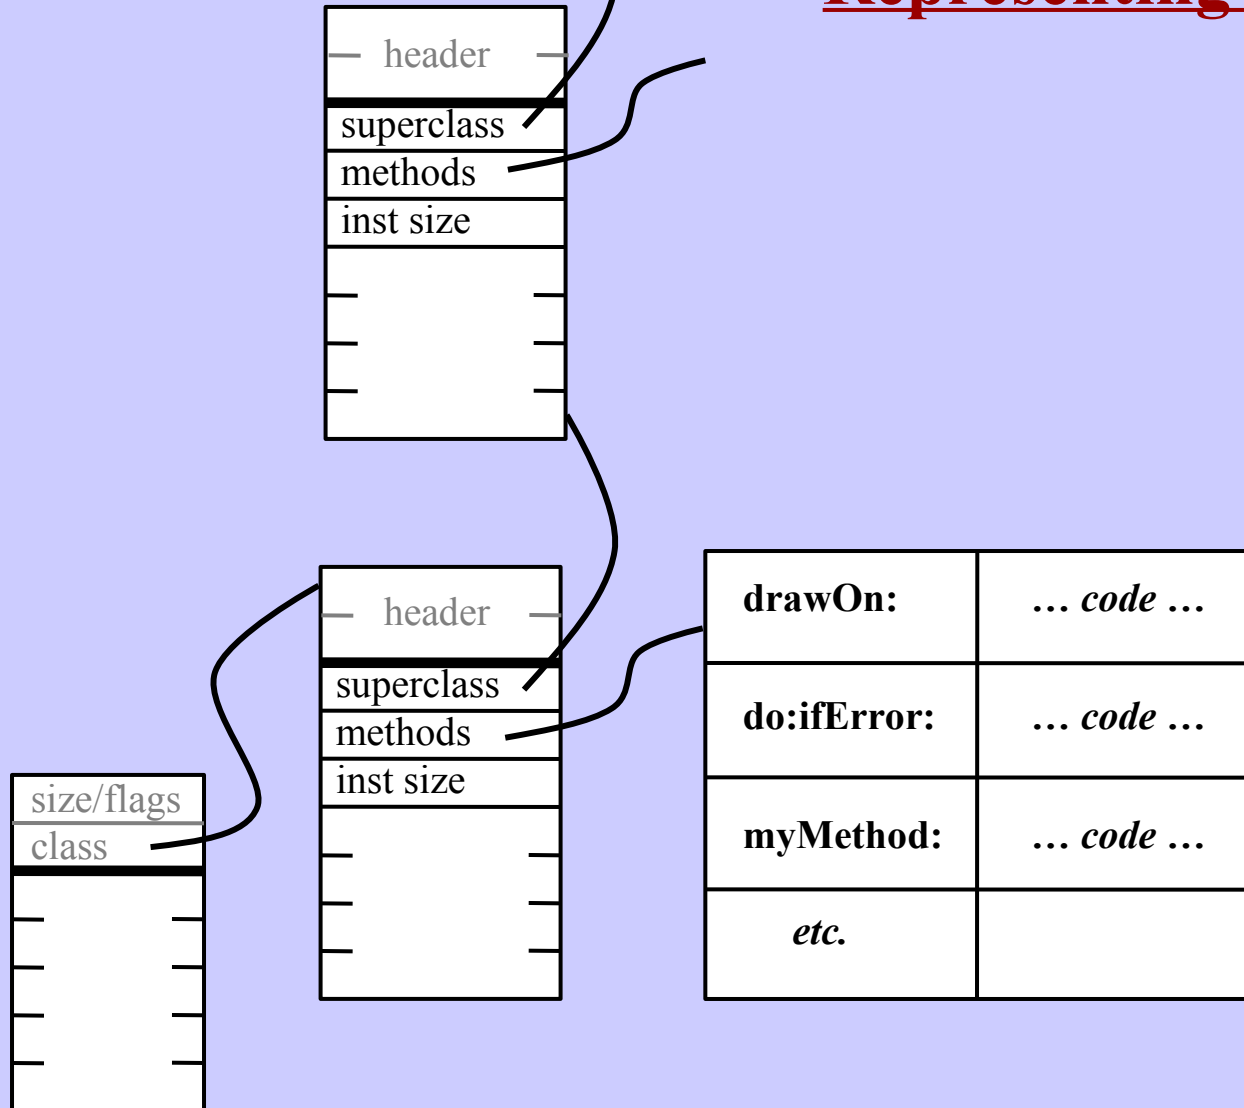 Representing
header
superclass
methods
inst size
header
superclass
methods
inst size
size/flags
class
drawOn: … code …
do:ifError: … code …
myMethod: … code …
etc.